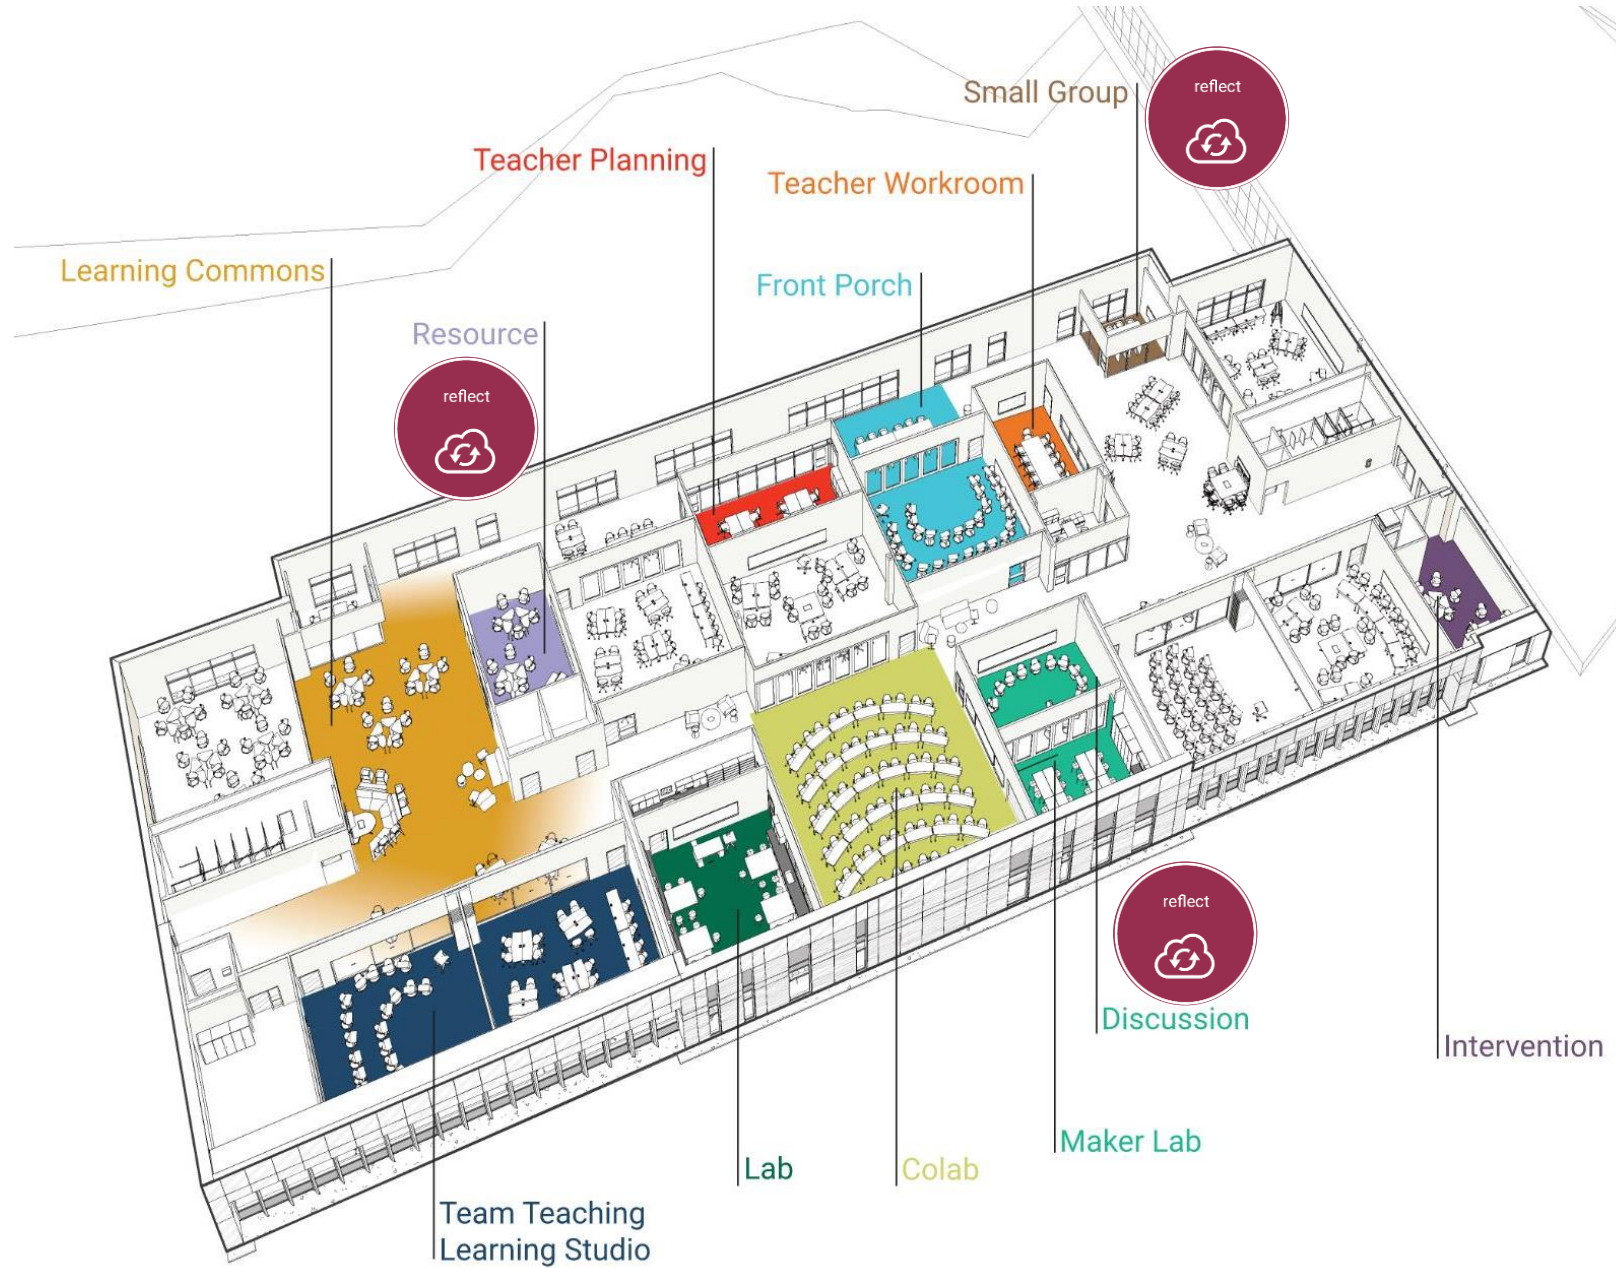 Small Group
reflect
Teacher Planning
Teacher Workroom
Learning Commons
Front Porch
Resource
reflect
reflect
Discussion
Intervention
Maker Lab
Lab
Colab
Team Teaching
Learning Studio